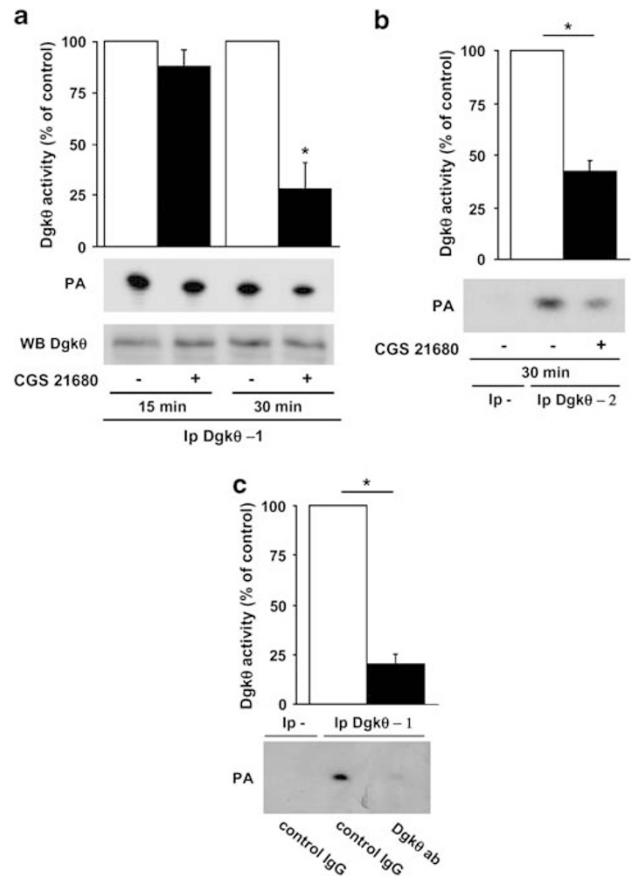 a
Dgkθ activity (% of control)
100
75
50
25
0
*
PA
WB Dgkθ
CGS 21680 - + - +
15 min 30 min
Ip Dgkθ –1
b
Dgkθ activity (% of control)
100
75
50
25
0
*
PA
CGS 21680 - - +
30 min
Ip - Ip Dgkθ – 2
c
Dgkθ activity (% of control)
100
75
50
25
0
*
Ip - Ip Dgkθ – 1
PA
control IgG control IgG Dgkθ ab